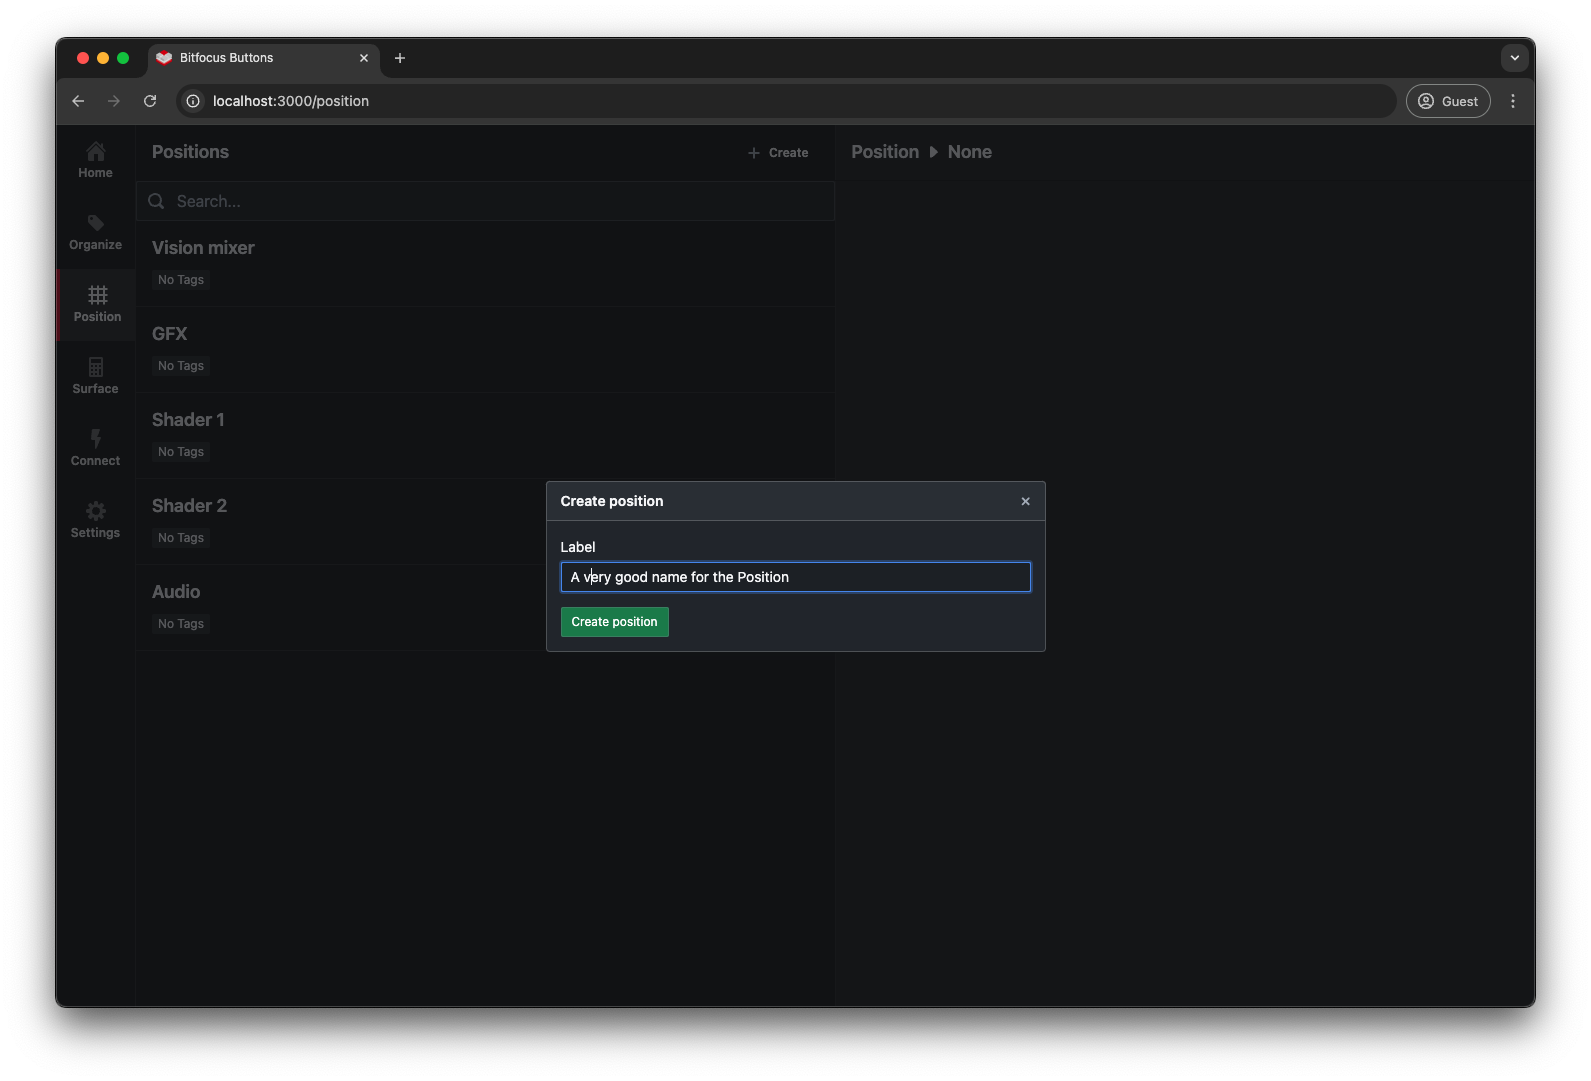 Bitfocus Buttons
localhost:3000/position
Guest
Home
Organize
Position
Surface
Connect
Settings
Positions
Create
Search...
Vision mixer
No Tags
GFX
No Tags
Shader 1
No Tags
Shader 2
No Tags
Audio
No Tags
Position None
Create position
Label
A very good name for the Position
Create position